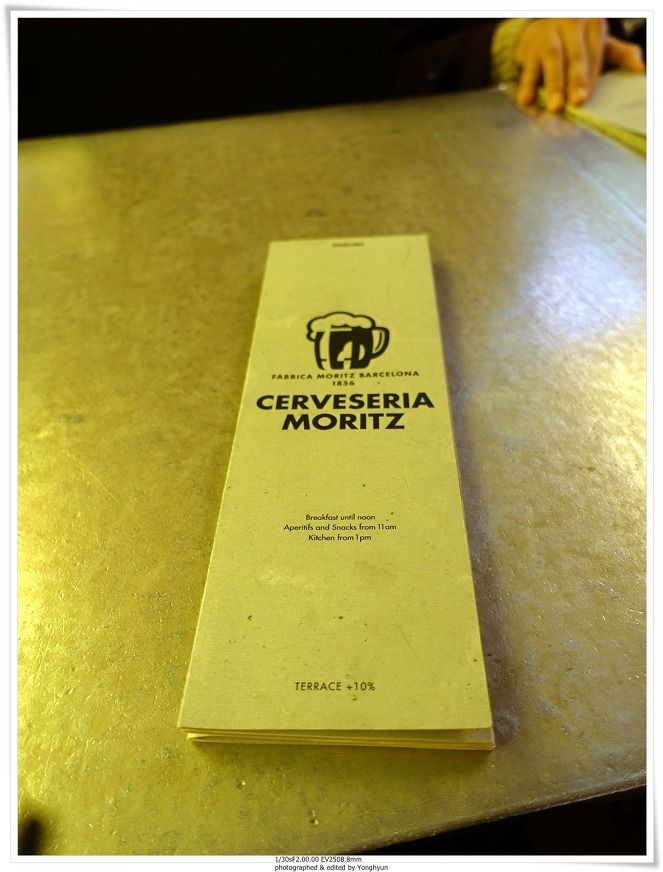 FÀBRICA MORITZ BARCELONA
1856
CERVESERIA
MORITZ
Breakfast until noon
Aperitifs and Snacks from 11am
Kitchen from 1pm
TERRACE +10%
1/30sF2.00.00 EV2508.8mm
photographed & edited by Yonghyun